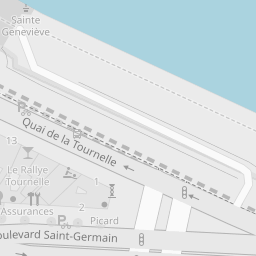 Sainte
Geneviève
Quai de la Tournelle
13
Le Rallye
Tournelle
2
1
Assurances
Picard
oulevard Saint-Germain